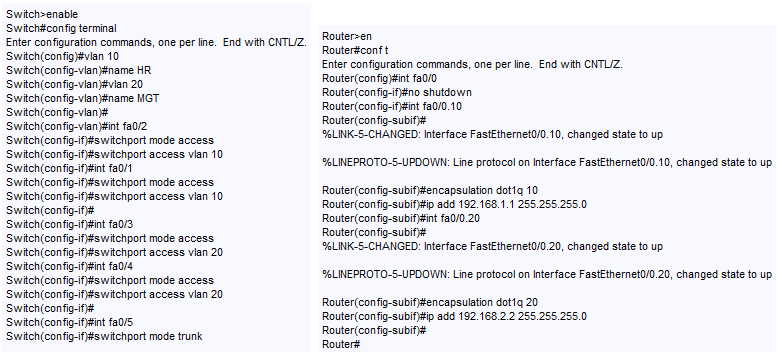 Switch>enable
Switch#config terminal
Enter configuration commands, one per line.  End with CNTL/Z.
Switch(config)#vlan 10
Switch(config-vlan)#name HR
Switch(config-vlan)#vlan 20
Switch(config-vlan)#name MGT
Switch(config-vlan)#
Switch(config-vlan)#int fa0/2
Switch(config-if)#switchport mode access
Switch(config-if)#switchport access vlan 10
Switch(config-if)#int fa0/1
Switch(config-if)#switchport mode access
Switch(config-if)#switchport access vlan 10
Switch(config-if)#
Switch(config-if)#int fa0/3
Switch(config-if)#switchport mode access
Switch(config-if)#switchport access vlan 20
Switch(config-if)#int fa0/4
Switch(config-if)#switchport mode access
Switch(config-if)#switchport access vlan 20
Switch(config-if)#
Switch(config-if)#int fa0/5
Switch(config-if)#switchport mode trunk
Router>en
Router#conf t
Enter configuration commands, one per line.  End with CNTL/Z.
Router(config)#int fa0/0
Router(config-if)#no shutdown
Router(config-if)#int fa0/0.10
Router(config-subif)#
%LINK-5-CHANGED: Interface FastEthernet0/0.10, changed state to up
%LINEPROTO-5-UPDOWN: Line protocol on Interface FastEthernet0/0.10, changed state to up
Router(config-subif)#encapsulation dot1q 10
Router(config-subif)#ip add 192.168.1.1 255.255.255.0
Router(config-subif)#int fa0/0.20
Router(config-subif)#
%LINK-5-CHANGED: Interface FastEthernet0/0.20, changed state to up
%LINEPROTO-5-UPDOWN: Line protocol on Interface FastEthernet0/0.20, changed state to up
Router(config-subif)#encapsulation dot1q 20
Router(config-subif)#ip add 192.168.2.2 255.255.255.0
Router(config-subif)#
Router#